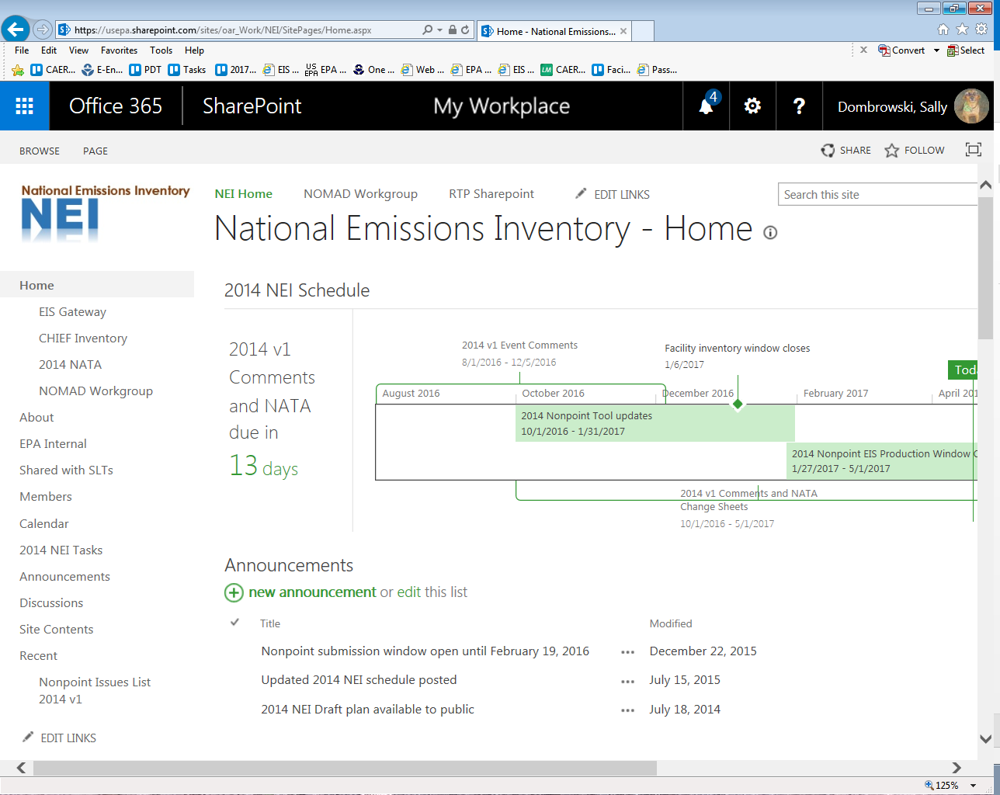 https://usepa.sharepoint.com/sites/oar_Work/NEI/SitePages/Home.aspx
Home - National Emissions...
File Edit View Favorites Tools Help
Convert Select
CAER... E-En... PDT Tasks 2017... EIS ... US EPA EPA ... One ... Web ... EPA ... EIS ... LM CAER... Faci... Pass...
Office 365 SharePoint My Workplace 4 ? Dombrowski, Sally
BROWSE PAGE SHARE FOLLOW
National Emissions Inventory
NEI
NEI Home NOMAD Workgroup RTP Sharepoint EDIT LINKS
Search this site
National Emissions Inventory - Home
Home
EIS Gateway
CHIEF Inventory
2014 NATA
NOMAD Workgroup
About
EPA Internal
Shared with SLTs
Members
Calendar
2014 NEI Tasks
Announcements
Discussions
Site Contents
Recent
Nonpoint Issues List
2014 v1
EDIT LINKS
2014 NEI Schedule
2014 v1
Comments
and NATA
due in
13 days
2014 v1 Event Comments
8/1/2016 - 12/5/2016
Facility inventory window closes
1/6/2017
Toda
August 2016 October 2016 December 2016 February 2017 April 201
2014 Nonpoint Tool updates
10/1/2016 - 1/31/2017
2014 Nonpoint EIS Production Window C
1/27/2017 - 5/1/2017
2014 v1 Comments and NATA
Change Sheets
10/1/2016 - 5/1/2017
Announcements
new announcement or edit this list
Title Modified
Nonpoint submission window open until February 19, 2016 ... December 22, 2015
Updated 2014 NEI schedule posted ... July 15, 2015
2014 NEI Draft plan available to public ... July 18, 2014
125%